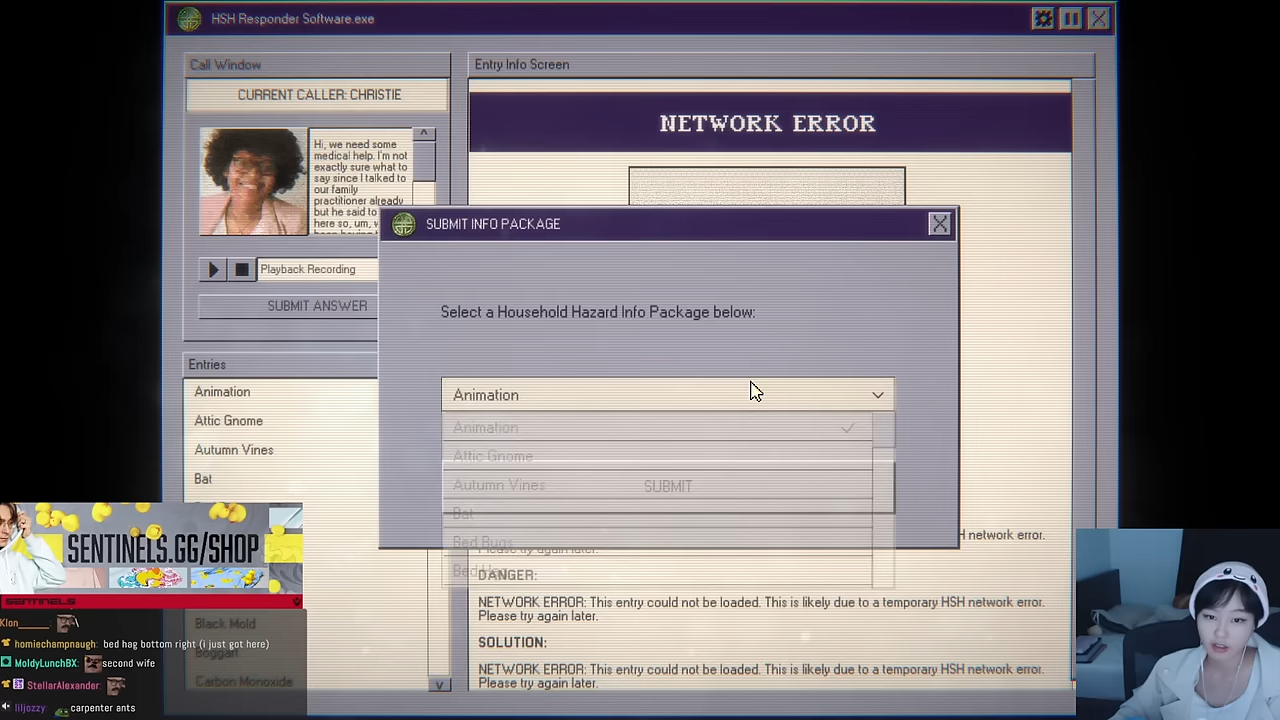 HSH Responder Software.exe
Call Window
CURRENT CALLER: CHRISTIE
Hi, we need some
medical help. I'm not
exactly sure what to
say since I talked to
our family
practitioner already
but he said to
here so, um,
Playback Recording
SUBMIT ANSWER
Entries
Animation
Attic Gnome
Autumn Vines
Bat
Black Mold
Boggart
Carbon Monoxide
Entry Info Screen
NETWORK ERROR
SUBMIT INFO PACKAGE
Select a Household Hazard Info Package below:
Animation
Animation
Attic Gnome
Autumn Vines
SUBMIT
Bat
Bed Bugs
Bed Hag
H network error.
Please try again later.
DANGER:
NETWORK ERROR: This entry could not be loaded. This is likely due to a temporary HSH network error.
Please try again later.
SOLUTION:
NETWORK ERROR: This entry could not be loaded. This is likely due to a temporary HSH network error.
Please try again later.
SENTINELS.GG/SHOP
SENTINELS
Klon____:
homiechampnaugh: bed hag bottom right (i just got here)
MoldyLunchBX: second wife
StellarAlexander:
liljozzy: carpenter ants